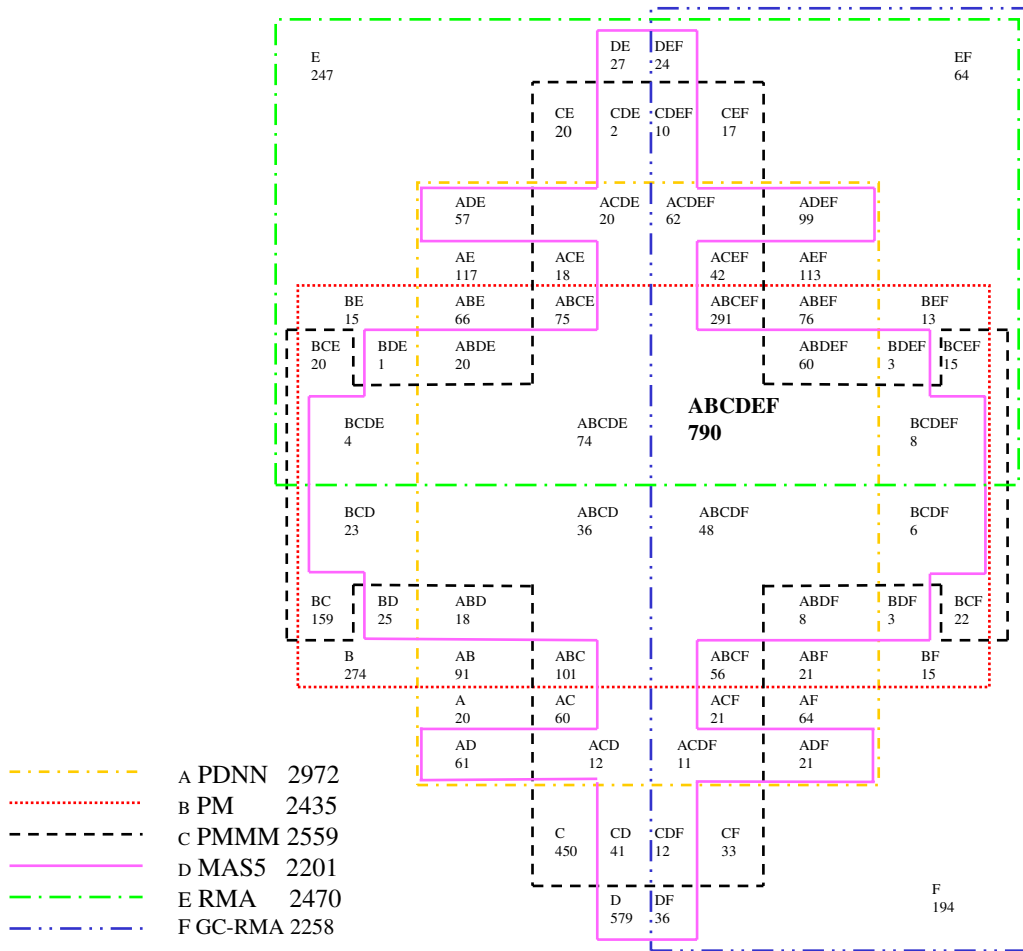 DE DEF
27 24
E EF
247 64
CE CDE CDEF CEF
20 2 10 17
ADE ACDE ACDEF ADEF
57 20 62 99
AE ACE ACEF AEF
117 18 42 113
BE ABE ABCE ABCEF ABEF BEF
15 66 75 291 76 13
BCE BDE ABDE ABDEF BDEF BCEF
20 1 20 60 3 15
ABCDEF
790
BCDE ABCDE BCDEF
4 74 8
BCD ABCD ABCDF BCDF
23 36 48 6
BC BD ABD ABDF BDF BCF
159 25 18 8 3 22
B AB ABC ABCF ABF BF
274 91 101 56 21 15
A AC ACF AF
20 60 21 64
AD ACD ACDF ADF
61 12 11 21
C CD CDF CF
450 41 12 33
D DF
579 36
F
194
A PDNN 2972
B PM 2435
C PMMM 2559
D MAS5 2201
E RMA 2470
F GC-RMA 2258